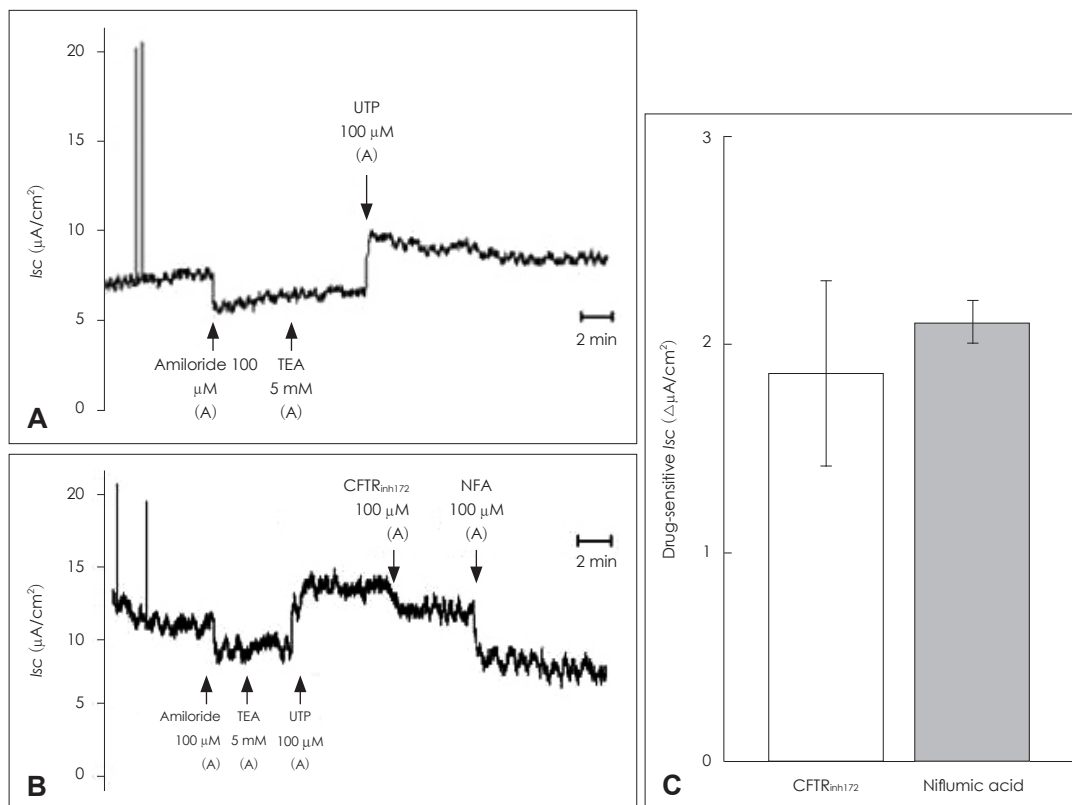 20
15
10
5
0
Isc (μA/cm²)
UTP
100 μM
(A)
2 min
Amiloride 100
μM
(A)
TEA
5 mM
(A)
A
20
15
10
5
0
Isc (μA/cm²)
CFTRinh172
100 μM
(A)
NFA
100 μM
(A)
2 min
Amiloride
100 μM
(A)
TEA
5 mM
(A)
UTP
100 μM
(A)
B
3
2
1
0
Drug-sensitive Isc (△μA/cm²)
CFTRinh172
Niflumic acid
C